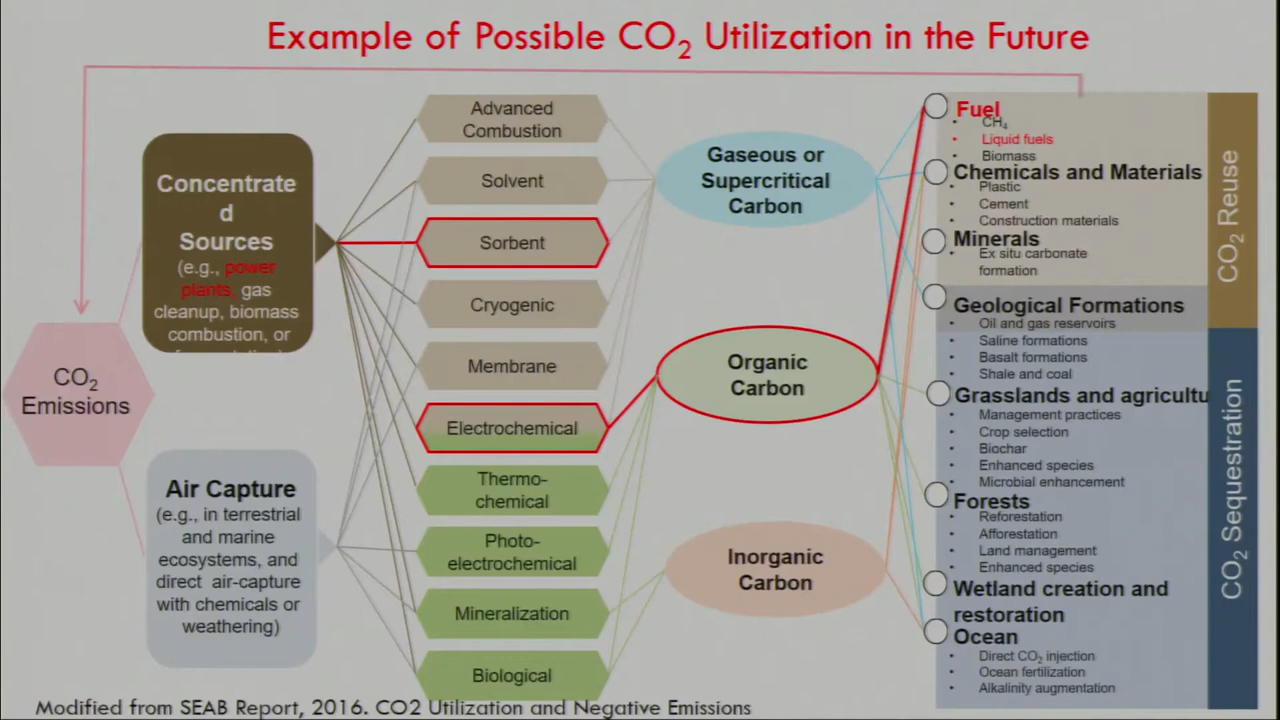 Example of Possible CO2 Utilization in the Future
CO2
Emissions
Concentrate
d
Sources
(e.g., power
plants, gas
cleanup, biomass
combustion, or
Air Capture
(e.g., in terrestrial
and marine
ecosystems, and
direct air-capture
with chemicals or
weathering)
Advanced
Combustion
Solvent
Sorbent
Cryogenic
Membrane
Electrochemical
Thermo-
chemical
Photo-
electrochemical
Mineralization
Biological
Gaseous or
Supercritical
Carbon
Organic
Carbon
Inorganic
Carbon
Fuel
• CH4
• Liquid fuels
• Biomass
Chemicals and Materials
• Plastic
• Cement
• Construction materials
Minerals
• Ex situ carbonate
formation
Geological Formations
• Oil and gas reservoirs
• Saline formations
• Basalt formations
• Shale and coal
Grasslands and agricultu
• Management practices
• Crop selection
• Biochar
• Enhanced species
• Microbial enhancement
Forests
• Reforestation
• Afforestation
• Land management
• Enhanced species
Wetland creation and
restoration
Ocean
• Direct CO2 injection
• Ocean fertilization
• Alkalinity augmentation
CO2 Reuse
CO2 Sequestration
Modified from SEAB Report, 2016. CO2 Utilization and Negative Emissions